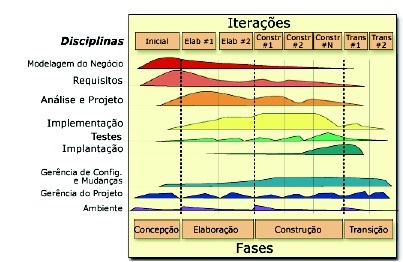 Iterações
Disciplinas
Inicial
Elab #1
Elab #2
Constr #1
Constr #2
Constr #N
Trans #1
Trans #2
Modelagem do Negócio
Requisitos
Análise e Projeto
Implementação
Testes
Implantação
Gerência de Config.
e Mudanças
Gerência do Projeto
Ambiente
Concepção
Elaboração
Construção
Transição
Fases